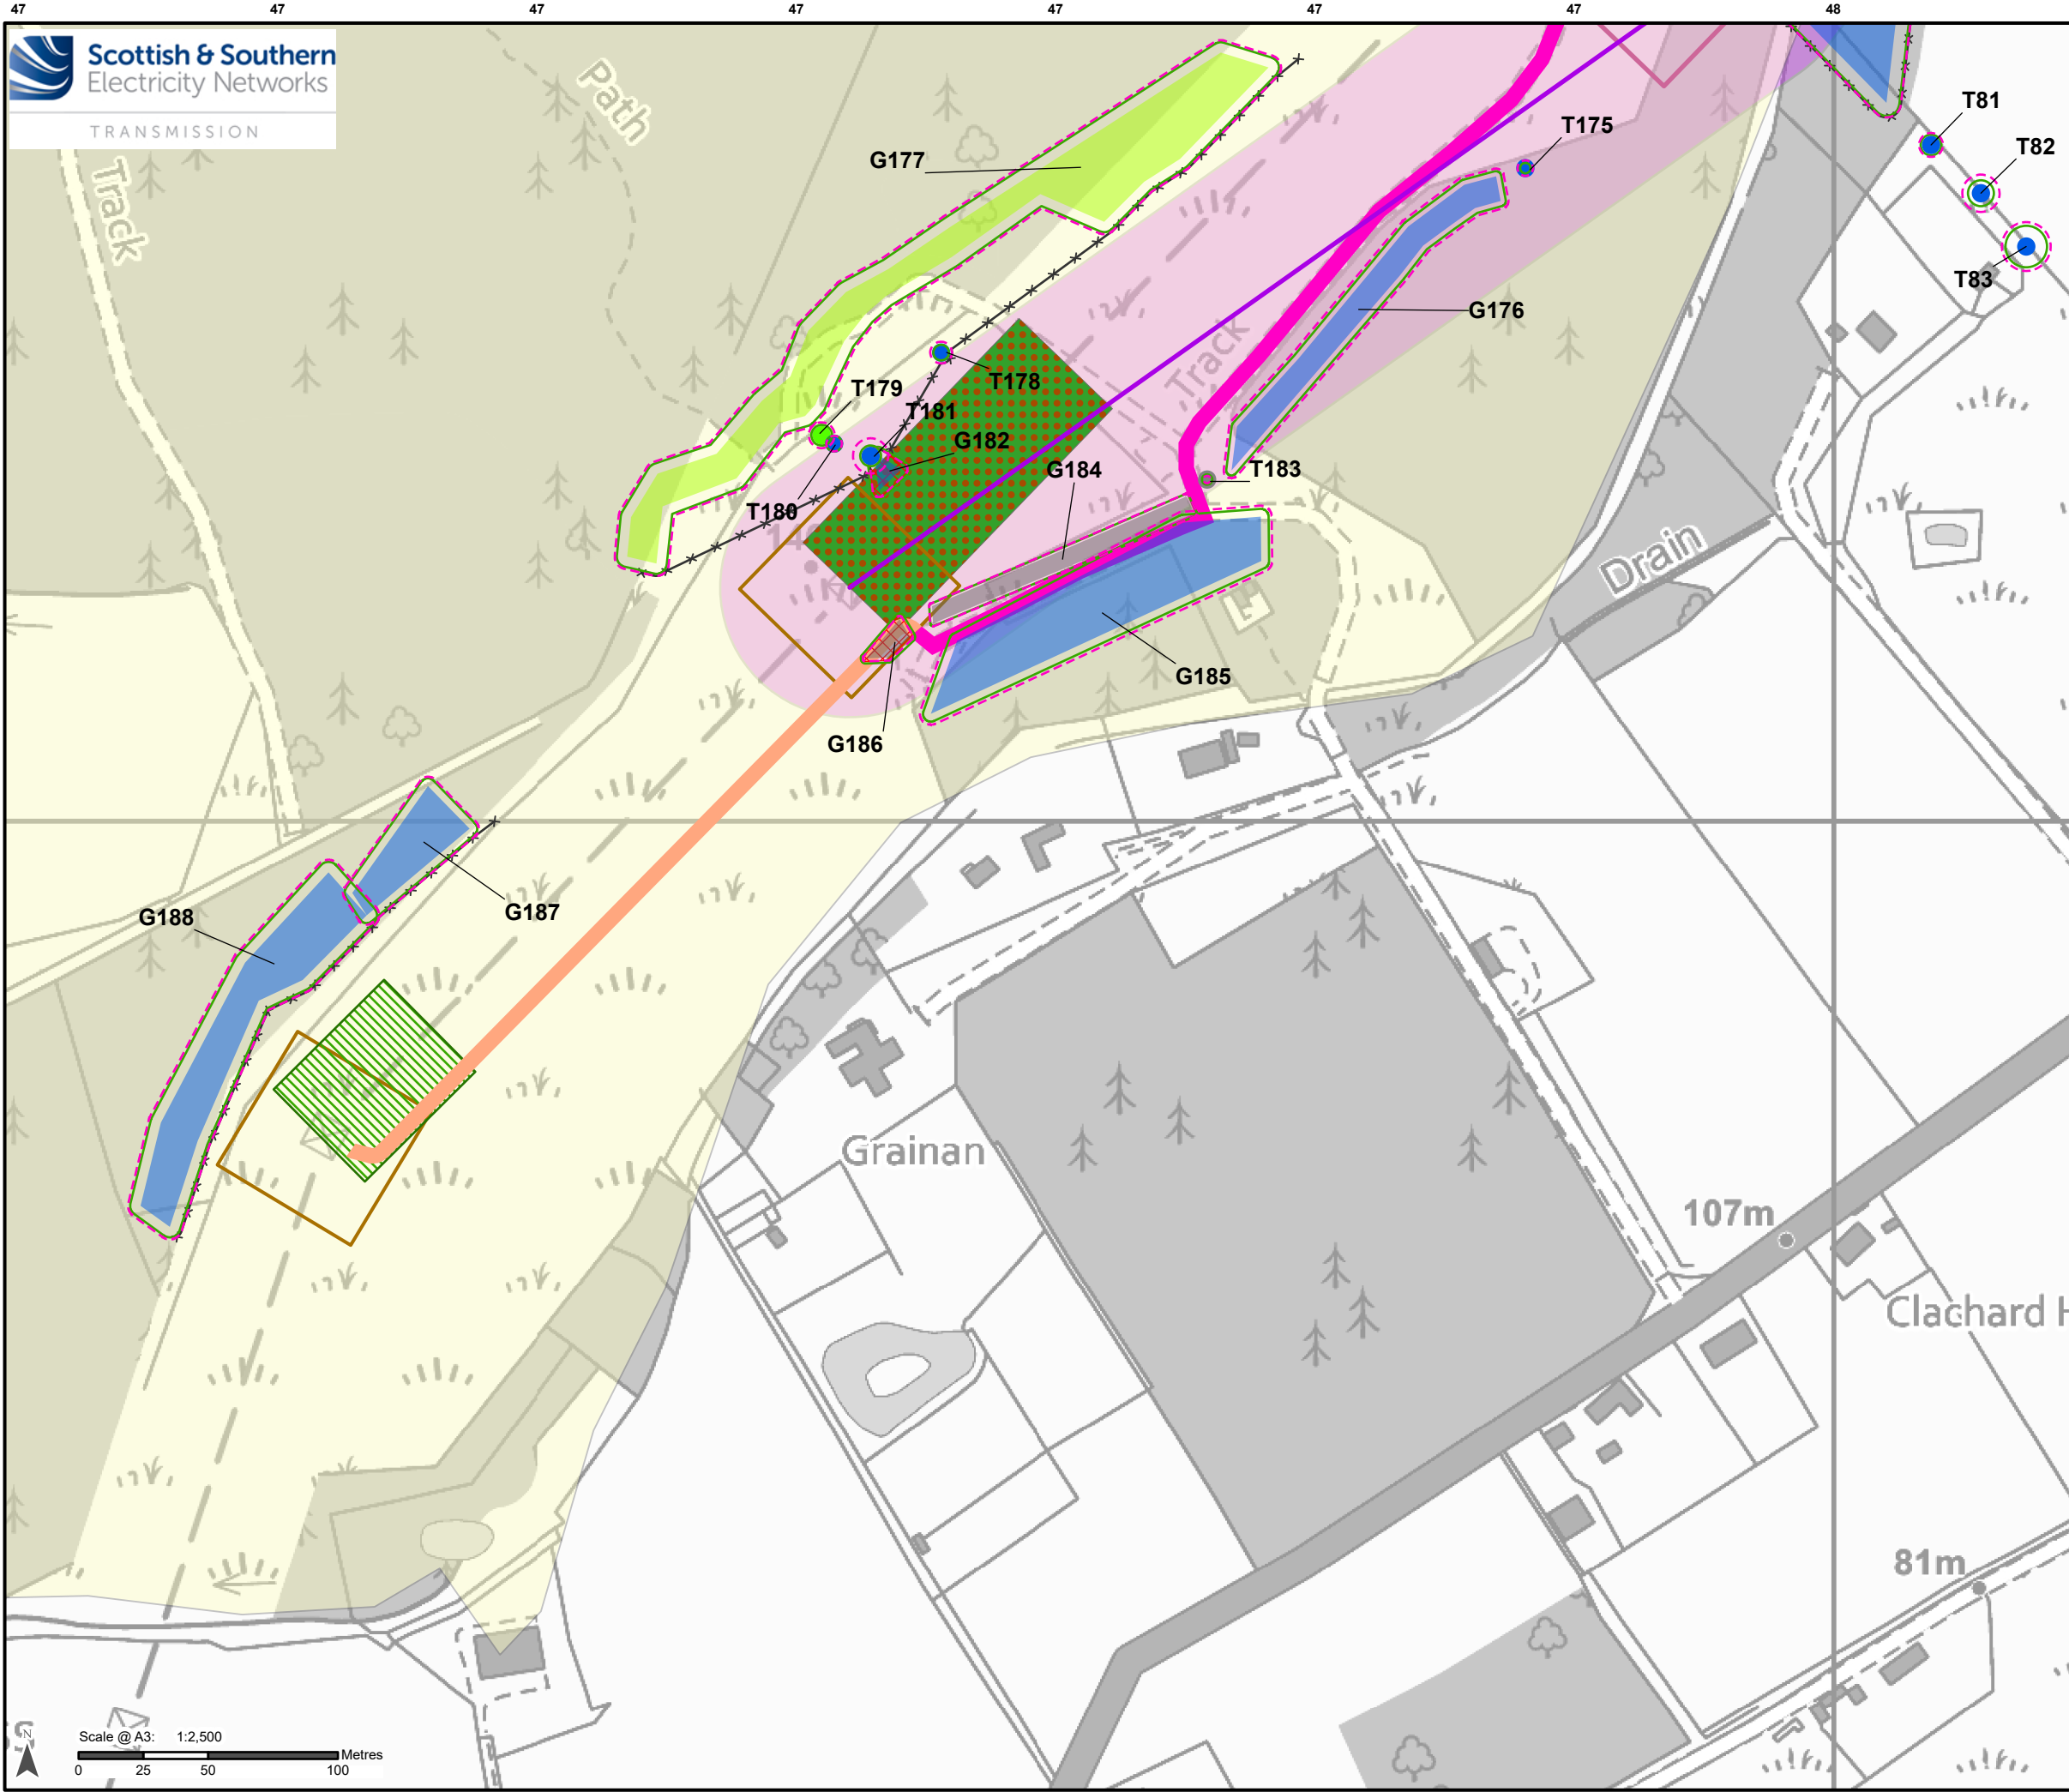 47 47 47 47 47 47 47 48
Scottish & Southern
Electricity Networks
TRANSMISSION
Path
Track
G177
T175
T81
T82
T83
G176
Track
T178
T179
T181
G182
G184
T183
T180
Drain
G185
G186
G188
G187
Grainan
107m
Clachard H
81m
N
Scale @ A3: 1:2,500
Metres
0 25 50 100